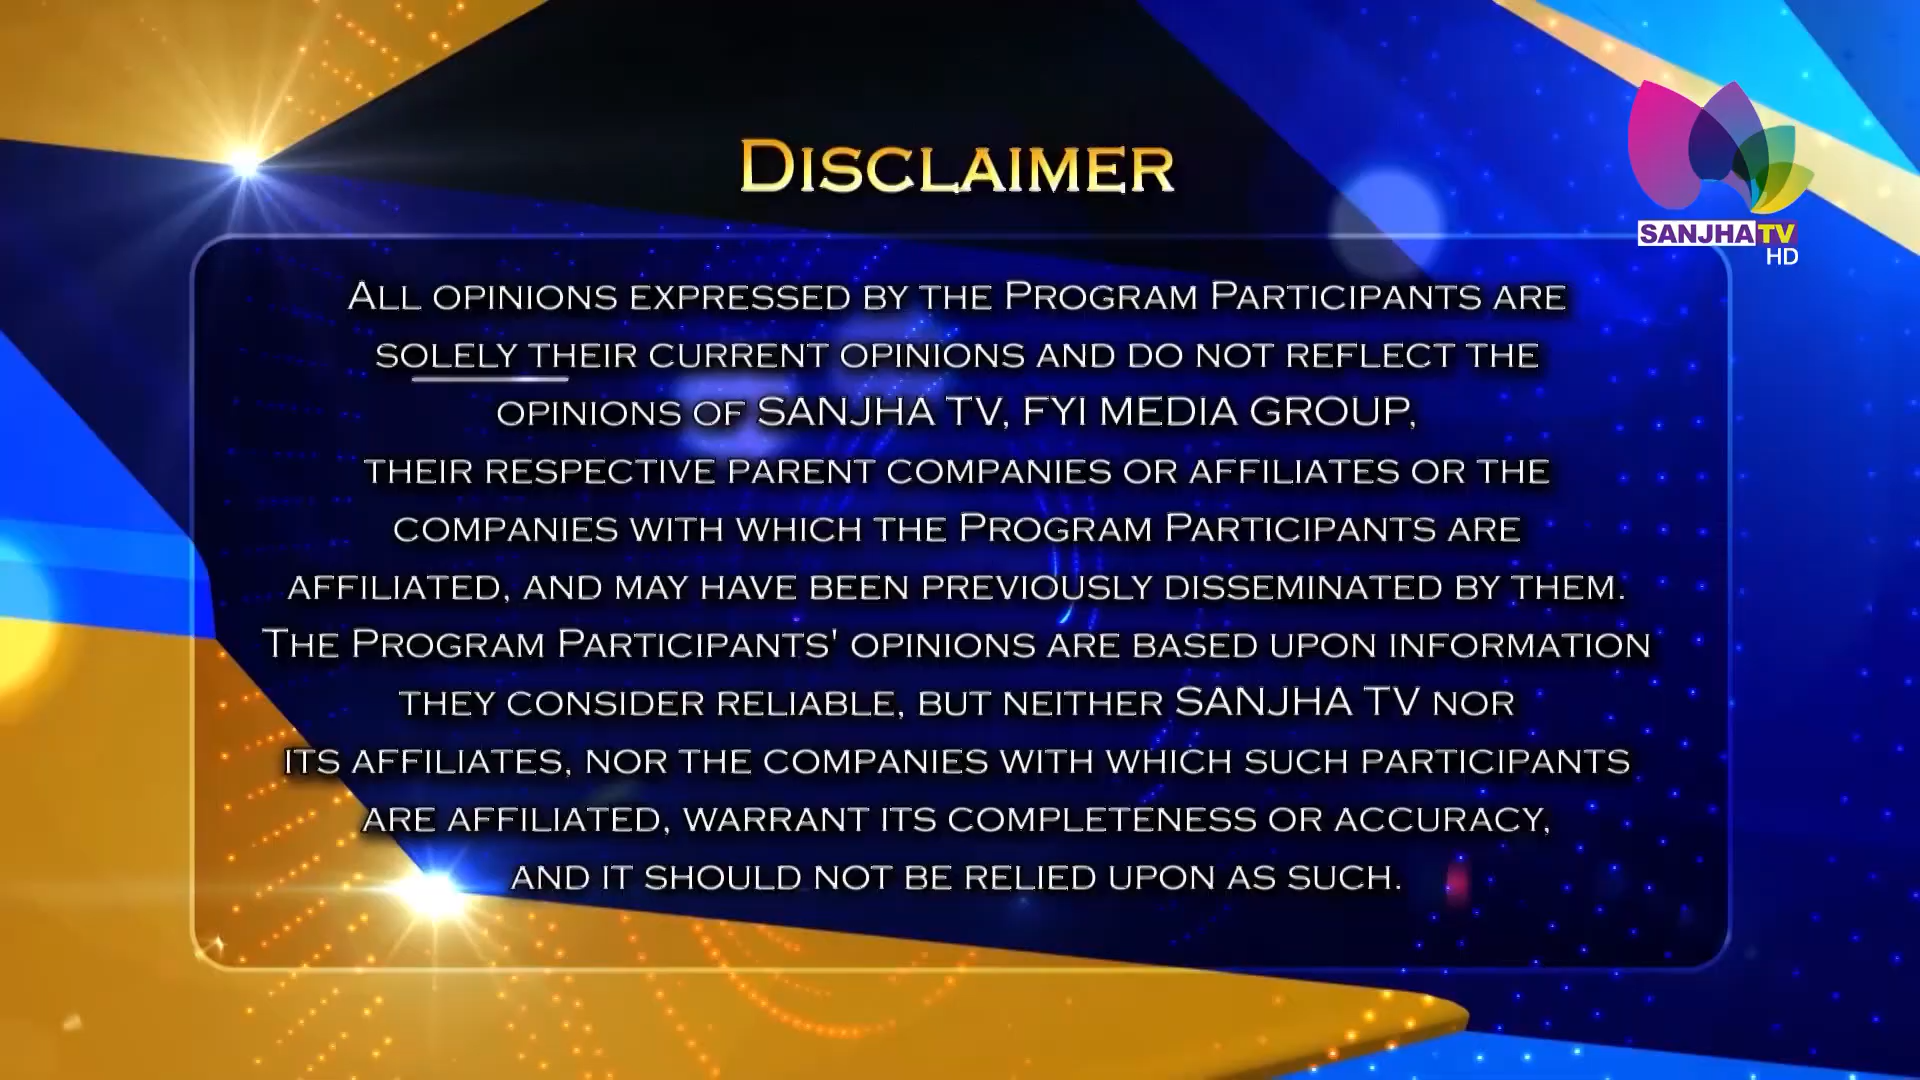 DISCLAIMER
SANJHA TV
HD
ALL OPINIONS EXPRESSED BY THE PROGRAM PARTICIPANTS ARE
SOLELY THEIR CURRENT OPINIONS AND DO NOT REFLECT THE
OPINIONS OF SANJHA TV, FYI MEDIA GROUP,
THEIR RESPECTIVE PARENT COMPANIES OR AFFILIATES OR THE
COMPANIES WITH WHICH THE PROGRAM PARTICIPANTS ARE
AFFILIATED, AND MAY HAVE BEEN PREVIOUSLY DISSEMINATED BY THEM.
THE PROGRAM PARTICIPANTS' OPINIONS ARE BASED UPON INFORMATION
THEY CONSIDER RELIABLE, BUT NEITHER SANJHA TV NOR
ITS AFFILIATES, NOR THE COMPANIES WITH WHICH SUCH PARTICIPANTS
ARE AFFILIATED, WARRANT ITS COMPLETENESS OR ACCURACY,
AND IT SHOULD NOT BE RELIED UPON AS SUCH.